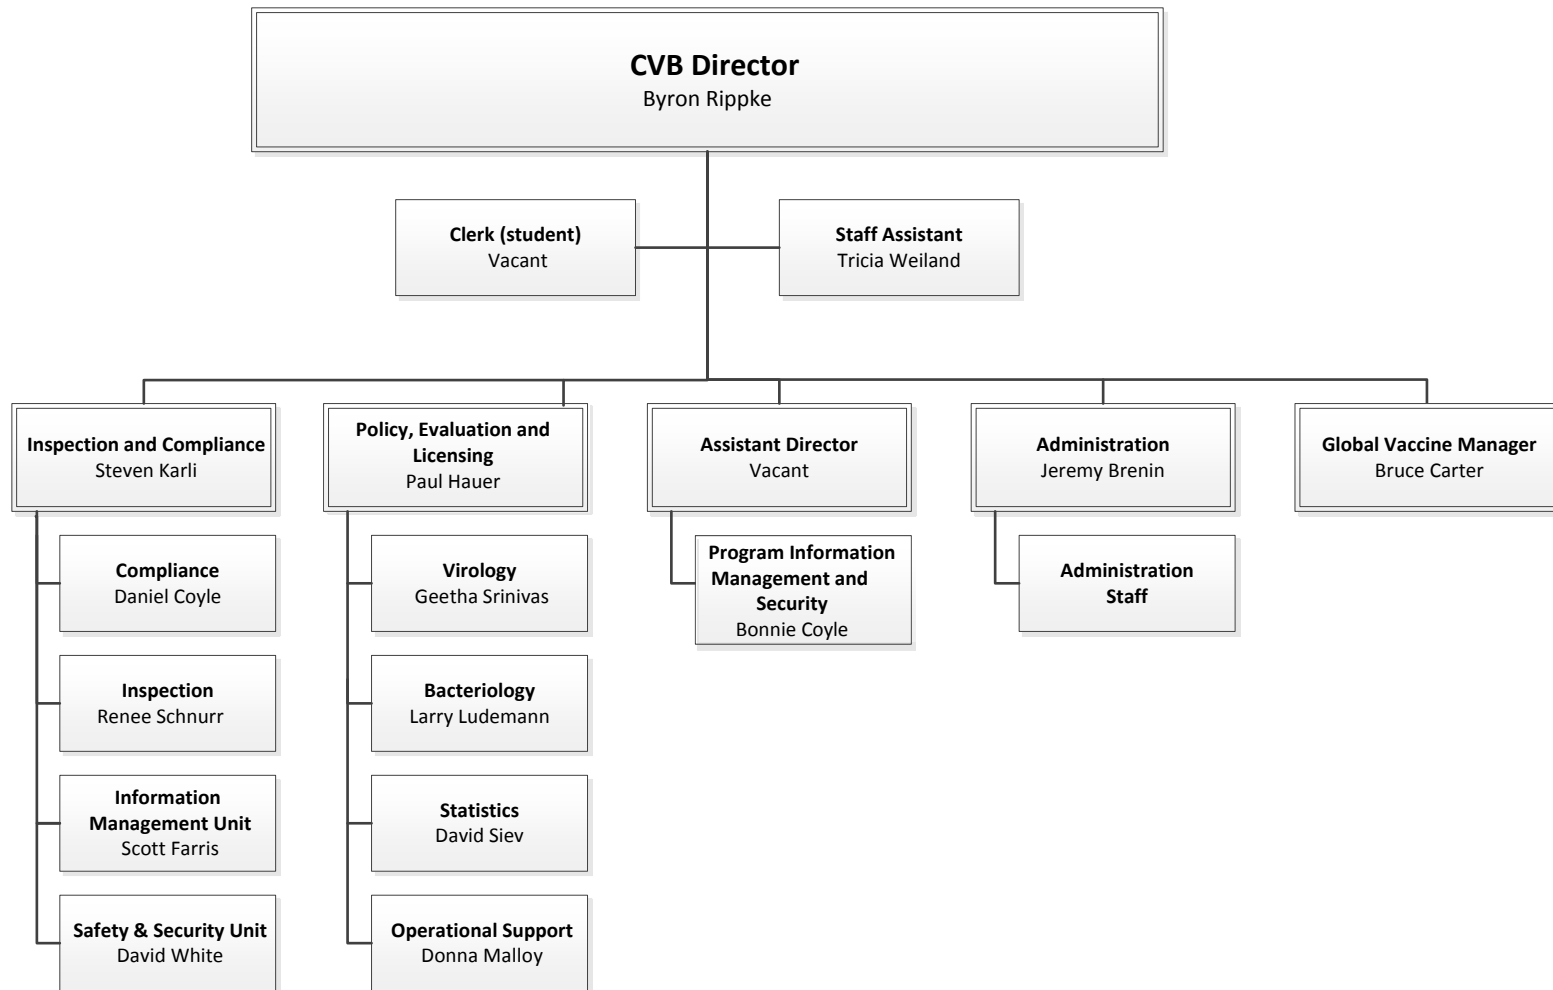 CVB Director
Byron Rippke
Clerk (student)
Vacant
Staff Assistant
Tricia Weiland
Inspection and Compliance
Steven Karli
Policy, Evaluation and
Licensing
Paul Hauer
Assistant Director
Vacant
Administration
Jeremy Brenin
Global Vaccine Manager
Bruce Carter
Compliance
Daniel Coyle
Virology
Geetha Srinivas
Program Information
Management and
Security
Bonnie Coyle
Administration
Staff
Inspection
Renee Schnurr
Bacteriology
Larry Ludemann
Information
Management Unit
Scott Farris
Statistics
David Siev
Safety & Security Unit
David White
Operational Support
Donna Malloy